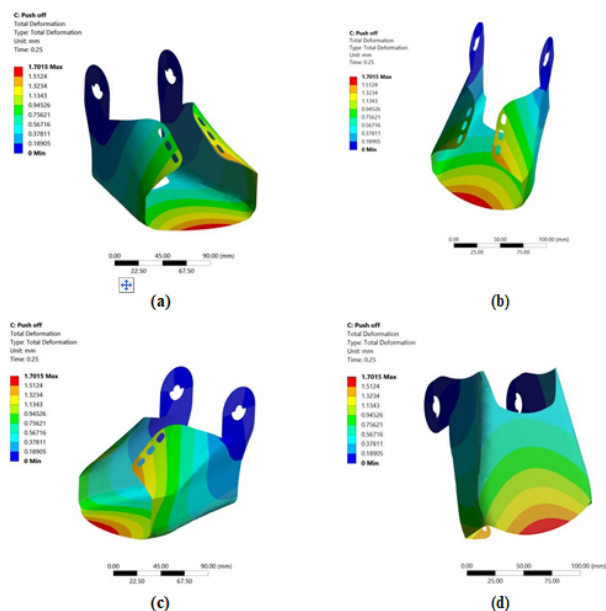 C: Push off
Total Deformation
Type: Total Deformation
Unit: mm
Time: 0.25
1.7015 Max
1.5124
1.3234
1.1343
0.94526
0.75621
0.56716
0.37811
0.18905
0 Min
0.00 45.00 90.00 (mm)
22.50 67.50
(a)
C: Push off
Total Deformation
Type: Total Deformation
Unit: mm
Time: 0.25
1.7015 Max
1.5124
1.3234
1.1343
0.94526
0.75621
0.56716
0.37811
0.18905
0 Min
0.00 50.00 100.00 (mm)
25.00 75.00
(b)
C: Push off
Total Deformation
Type: Total Deformation
Unit: mm
Time: 0.25
1.7015 Max
1.5124
1.3234
1.1343
0.94526
0.75621
0.56716
0.37811
0.18905
0 Min
0.00 45.00 90.00 (mm)
22.50 67.50
(c)
C: Push off
Total Deformation
Type: Total Deformation
Unit: mm
Time: 0.25
1.7015 Max
1.5124
1.3234
1.1343
0.94526
0.75621
0.56716
0.37811
0.18905
0 Min
0.00 50.00 100.00 (mm)
25.00 75.00
(d)